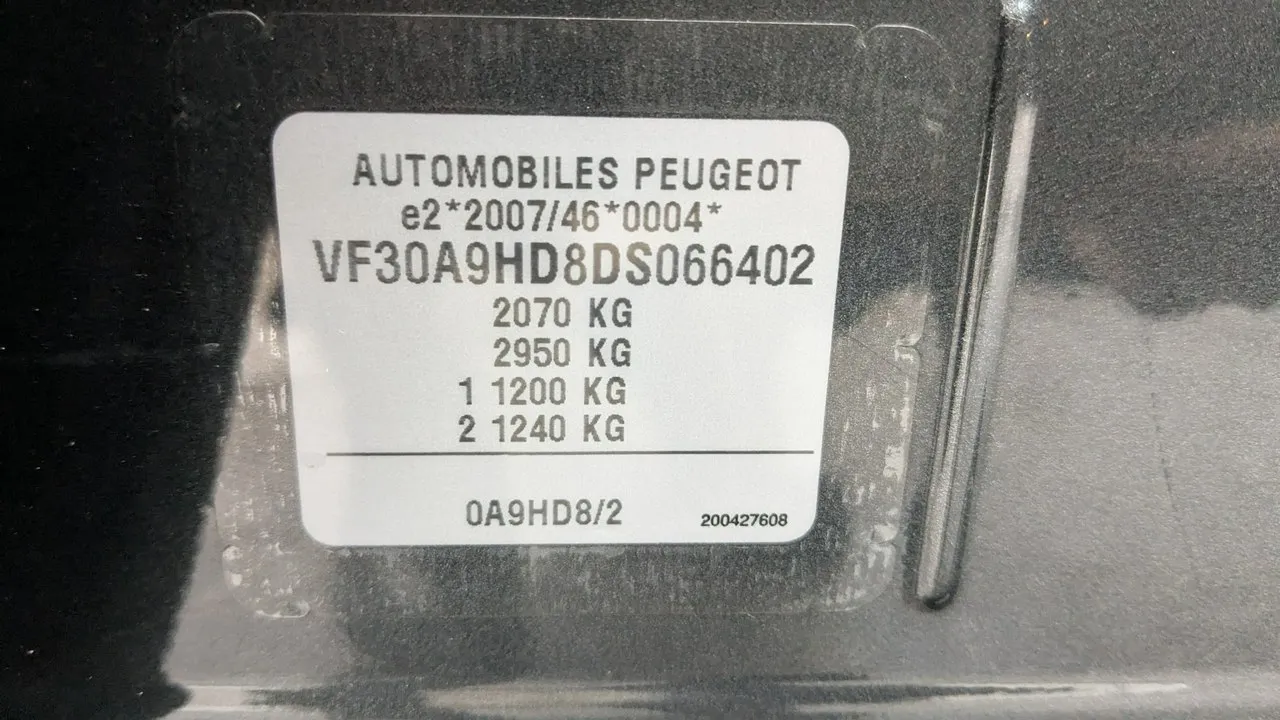 AUTOMOBILES PEUGEOT
e2*2007/46*0004*
VF30A9HD8DS066402
2070 KG
2950 KG
1 1200 KG
2 1240 KG
0A9HD8/2
200427608